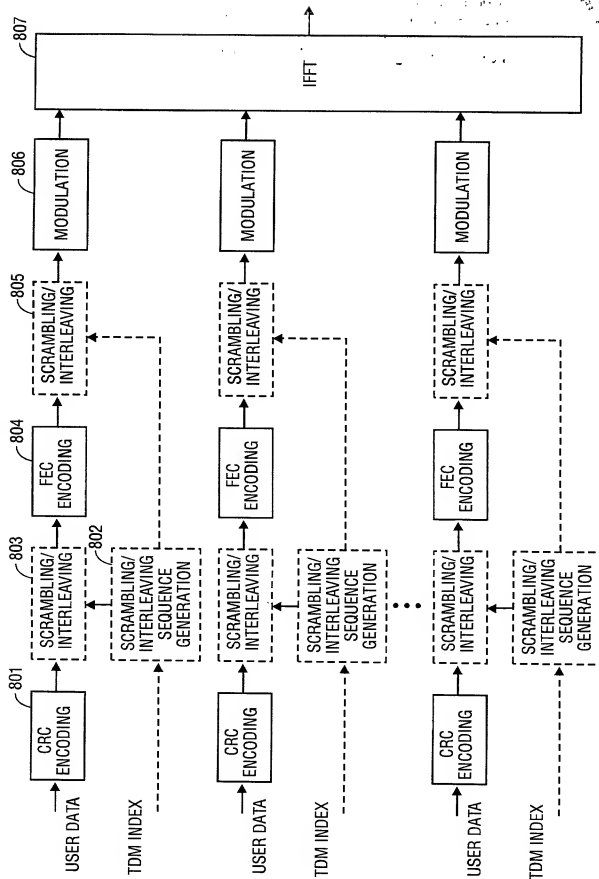 USER DATA
801
CRC
ENCODING
803
SCRAMBLING/
INTERLEAVING
804
FEC
ENCODING
805
SCRAMBLING/
INTERLEAVING
806
MODULATION
807
IFFT
TDM INDEX
802
SCRAMBLING/
INTERLEAVING
SEQUENCE
GENERATION
USER DATA
CRC
ENCODING
SCRAMBLING/
INTERLEAVING
FEC
ENCODING
SCRAMBLING/
INTERLEAVING
MODULATION
TDM INDEX
SCRAMBLING/
INTERLEAVING
SEQUENCE
GENERATION
USER DATA
CRC
ENCODING
SCRAMBLING/
INTERLEAVING
FEC
ENCODING
SCRAMBLING/
INTERLEAVING
MODULATION
TDM INDEX
SCRAMBLING/
INTERLEAVING
SEQUENCE
GENERATION